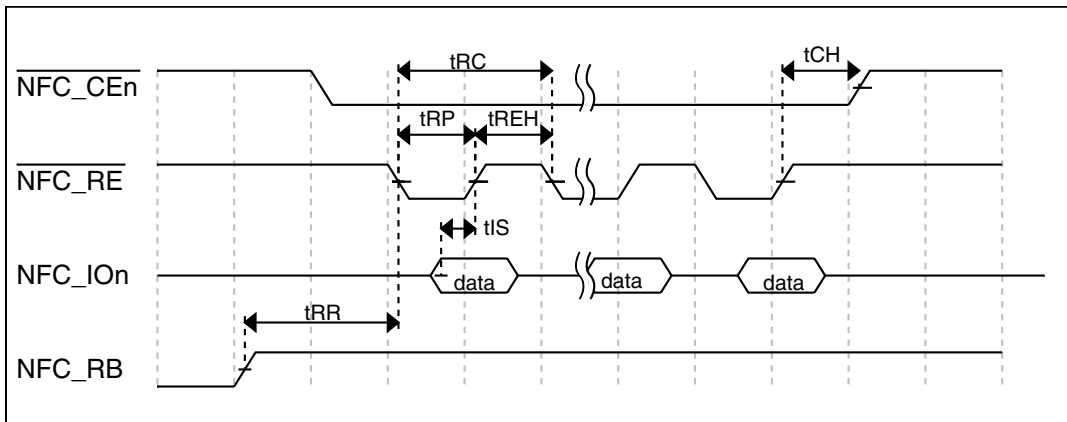 tRC
tCH
NFC_CEn
tRP
tREH
NFC_RE
tIS
NFC_IOn
data
data
data
tRR
NFC_RB